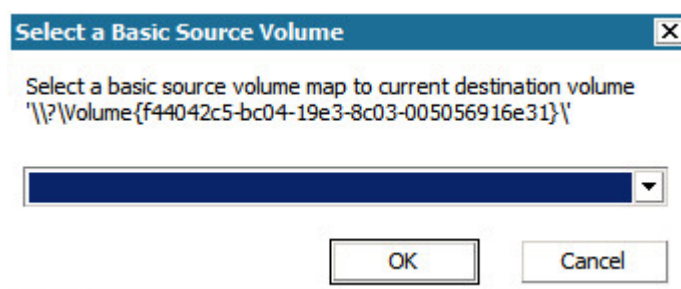 Select a Basic Source Volume
Select a basic source volume map to current destination volume
'\\?\Volume{f44042c5-bc04-19e3-8c03-005056916e31}\'
OK
Cancel